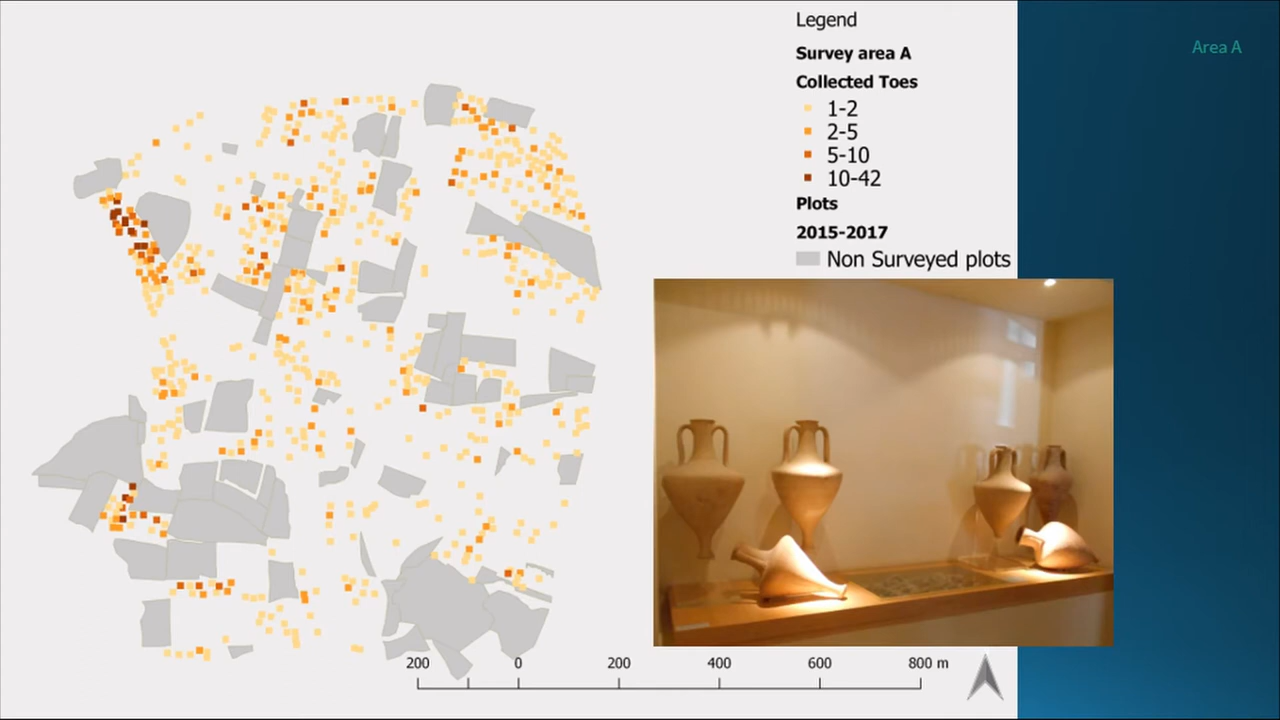 Legend
Area A
Survey area A
Collected Toes
1-2
2-5
5-10
10-42
Plots
2015-2017
Non Surveyed plots
200 0 200 400 600 800 m